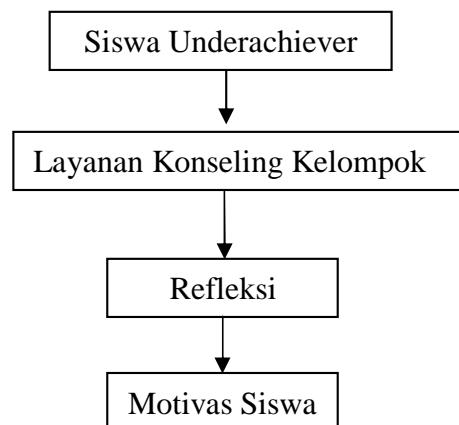 Siswa Underachiever
Layanan Konseling Kelompok
Refleksi
Motivas Siswa